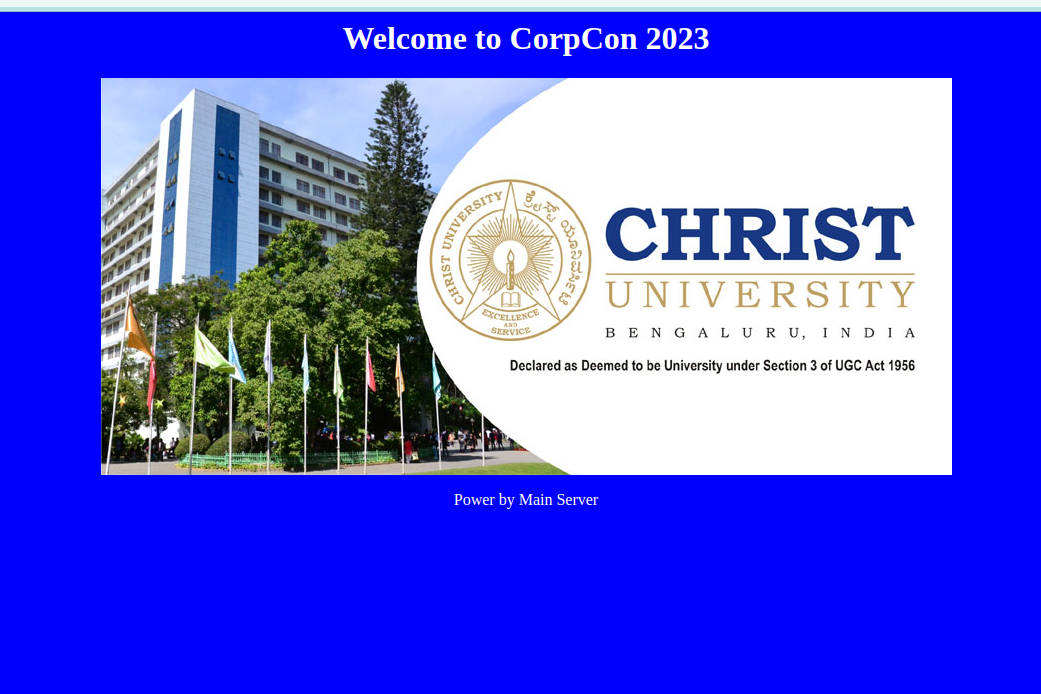 Welcome to CorpCon 2023
CHRIST UNIVERSITY
ಕ್ರೈಸ್ಟ್ ಯೂನಿವರ್ಸಿಟಿ
EXCELLENCE
AND
SERVICE
CHRIST
UNIVERSITY
BENGALURU, INDIA
Declared as Deemed to be University under Section 3 of UGC Act 1956
Power by Main Server